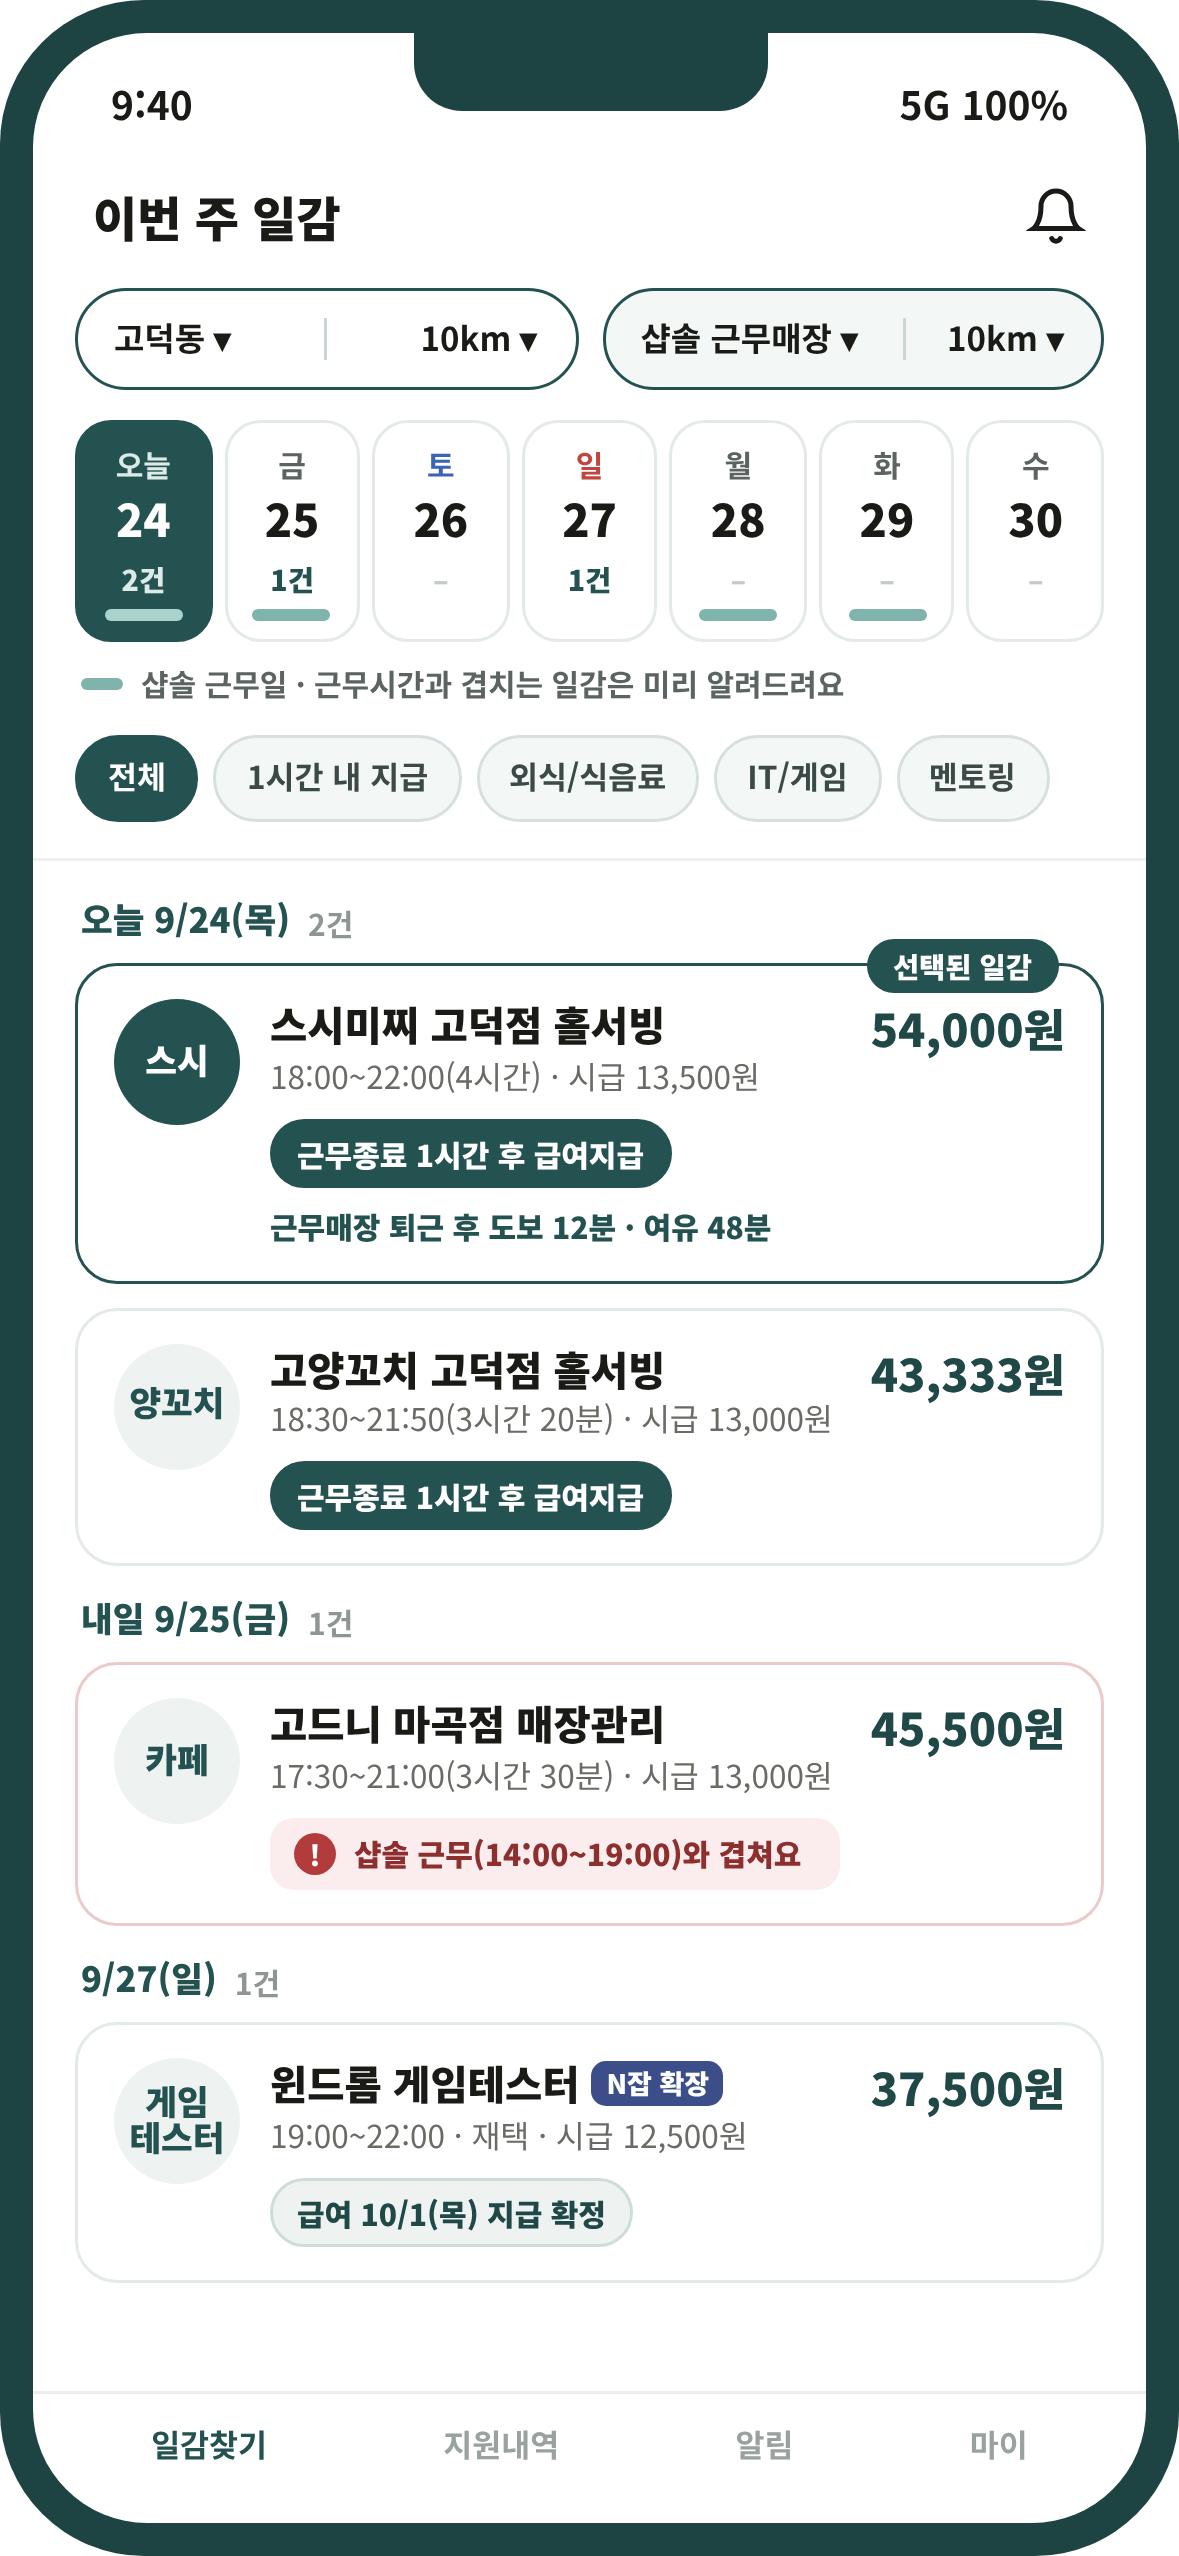 9:40 5G 100%
이번 주 일감
고덕동 ▾ 10km ▾ 샵솔 근무매장 ▾ 10km ▾
오늘 금 토 일 월 화 수
24 25 26 27 28 29 30
2건 1건 – 1건 – – –
샵솔 근무일 · 근무시간과 겹치는 일감은 미리 알려드려요
전체 1시간 내 지급 외식/식음료 IT/게임 멘토링
오늘 9/24(목) 2건
선택된 일감
스시
스시미찌 고덕점 홀서빙 54,000원
18:00~22:00(4시간) · 시급 13,500원
근무종료 1시간 후 급여지급
근무매장 퇴근 후 도보 12분 · 여유 48분
양꼬치
고양꼬치 고덕점 홀서빙 43,333원
18:30~21:50(3시간 20분) · 시급 13,000원
근무종료 1시간 후 급여지급
내일 9/25(금) 1건
카페
고드니 마곡점 매장관리 45,500원
17:30~21:00(3시간 30분) · 시급 13,000원
! 샵솔 근무(14:00~19:00)와 겹쳐요
9/27(일) 1건
게임
테스터
윈드롬 게임테스터 N잡 확장 37,500원
19:00~22:00 · 재택 · 시급 12,500원
급여 10/1(목) 지급 확정
일감찾기 지원내역 알림 마이